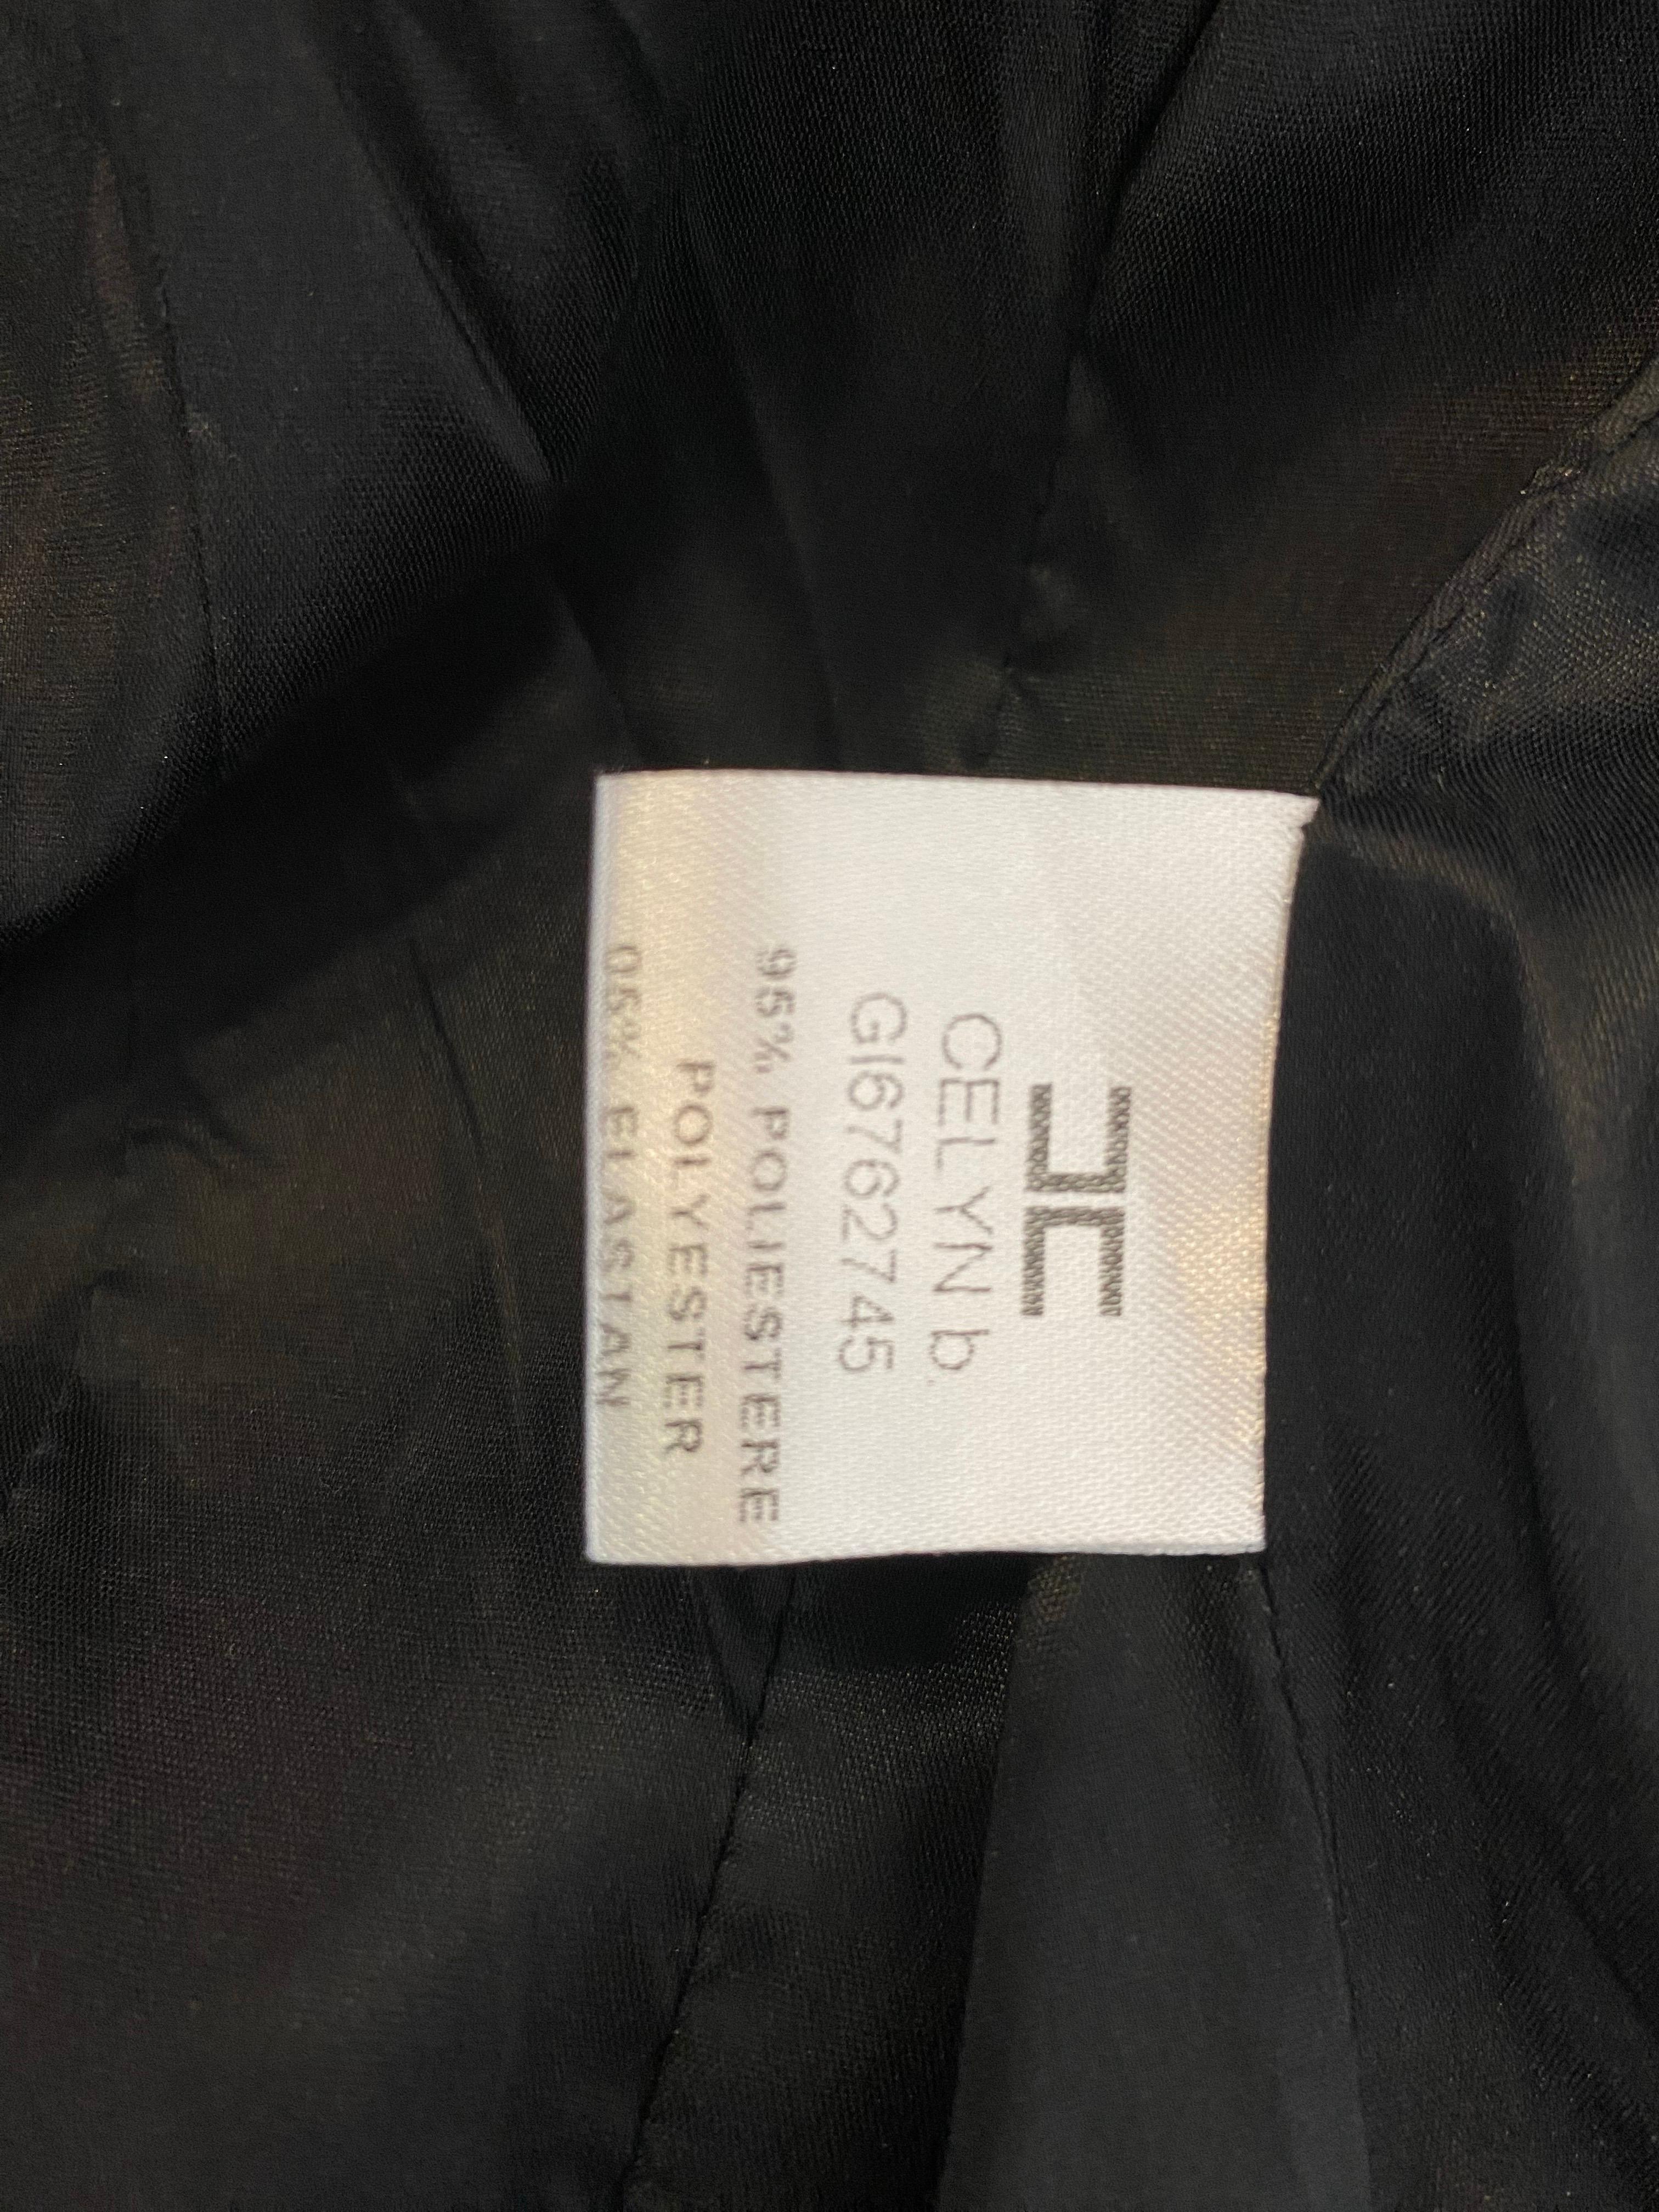 CELYN b.
GI6762745
95% POLIESTERE
POLYESTER
05% ELASTAN